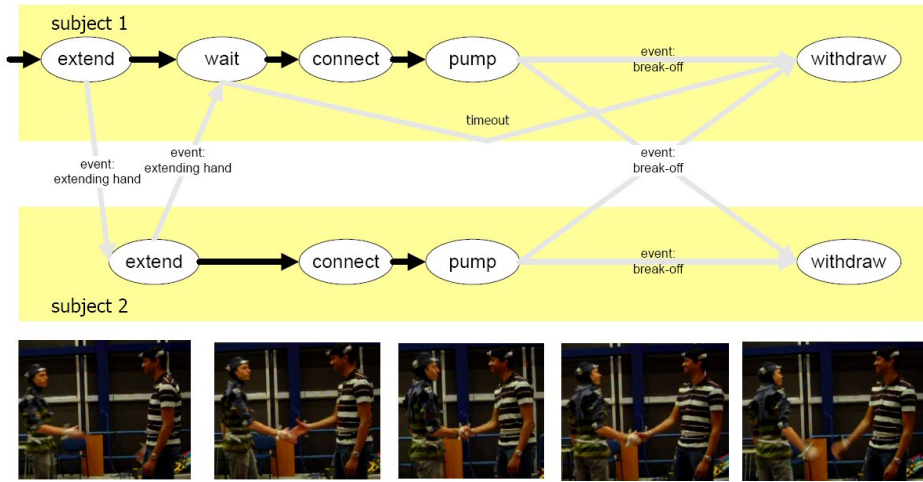 subject 1
extend
wait
connect
pump
event:
break-off
withdraw
timeout
event:
extending hand
event:
extending hand
event:
break-off
extend
connect
pump
event:
break-off
withdraw
subject 2